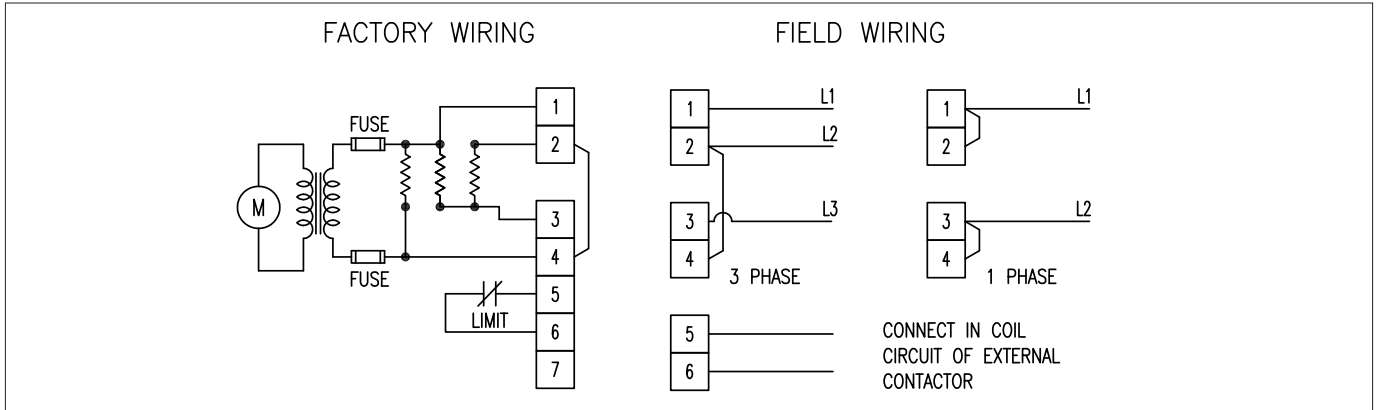 FACTORY WIRING
FIELD WIRING
FUSE
M
FUSE
LIMIT
1
2
3
4
5
6
7
1 L1
2 L2
3 L3
4
3 PHASE
5
6
1 L1
2
3 L2
4
1 PHASE
CONNECT IN COIL
CIRCUIT OF EXTERNAL
CONTACTOR